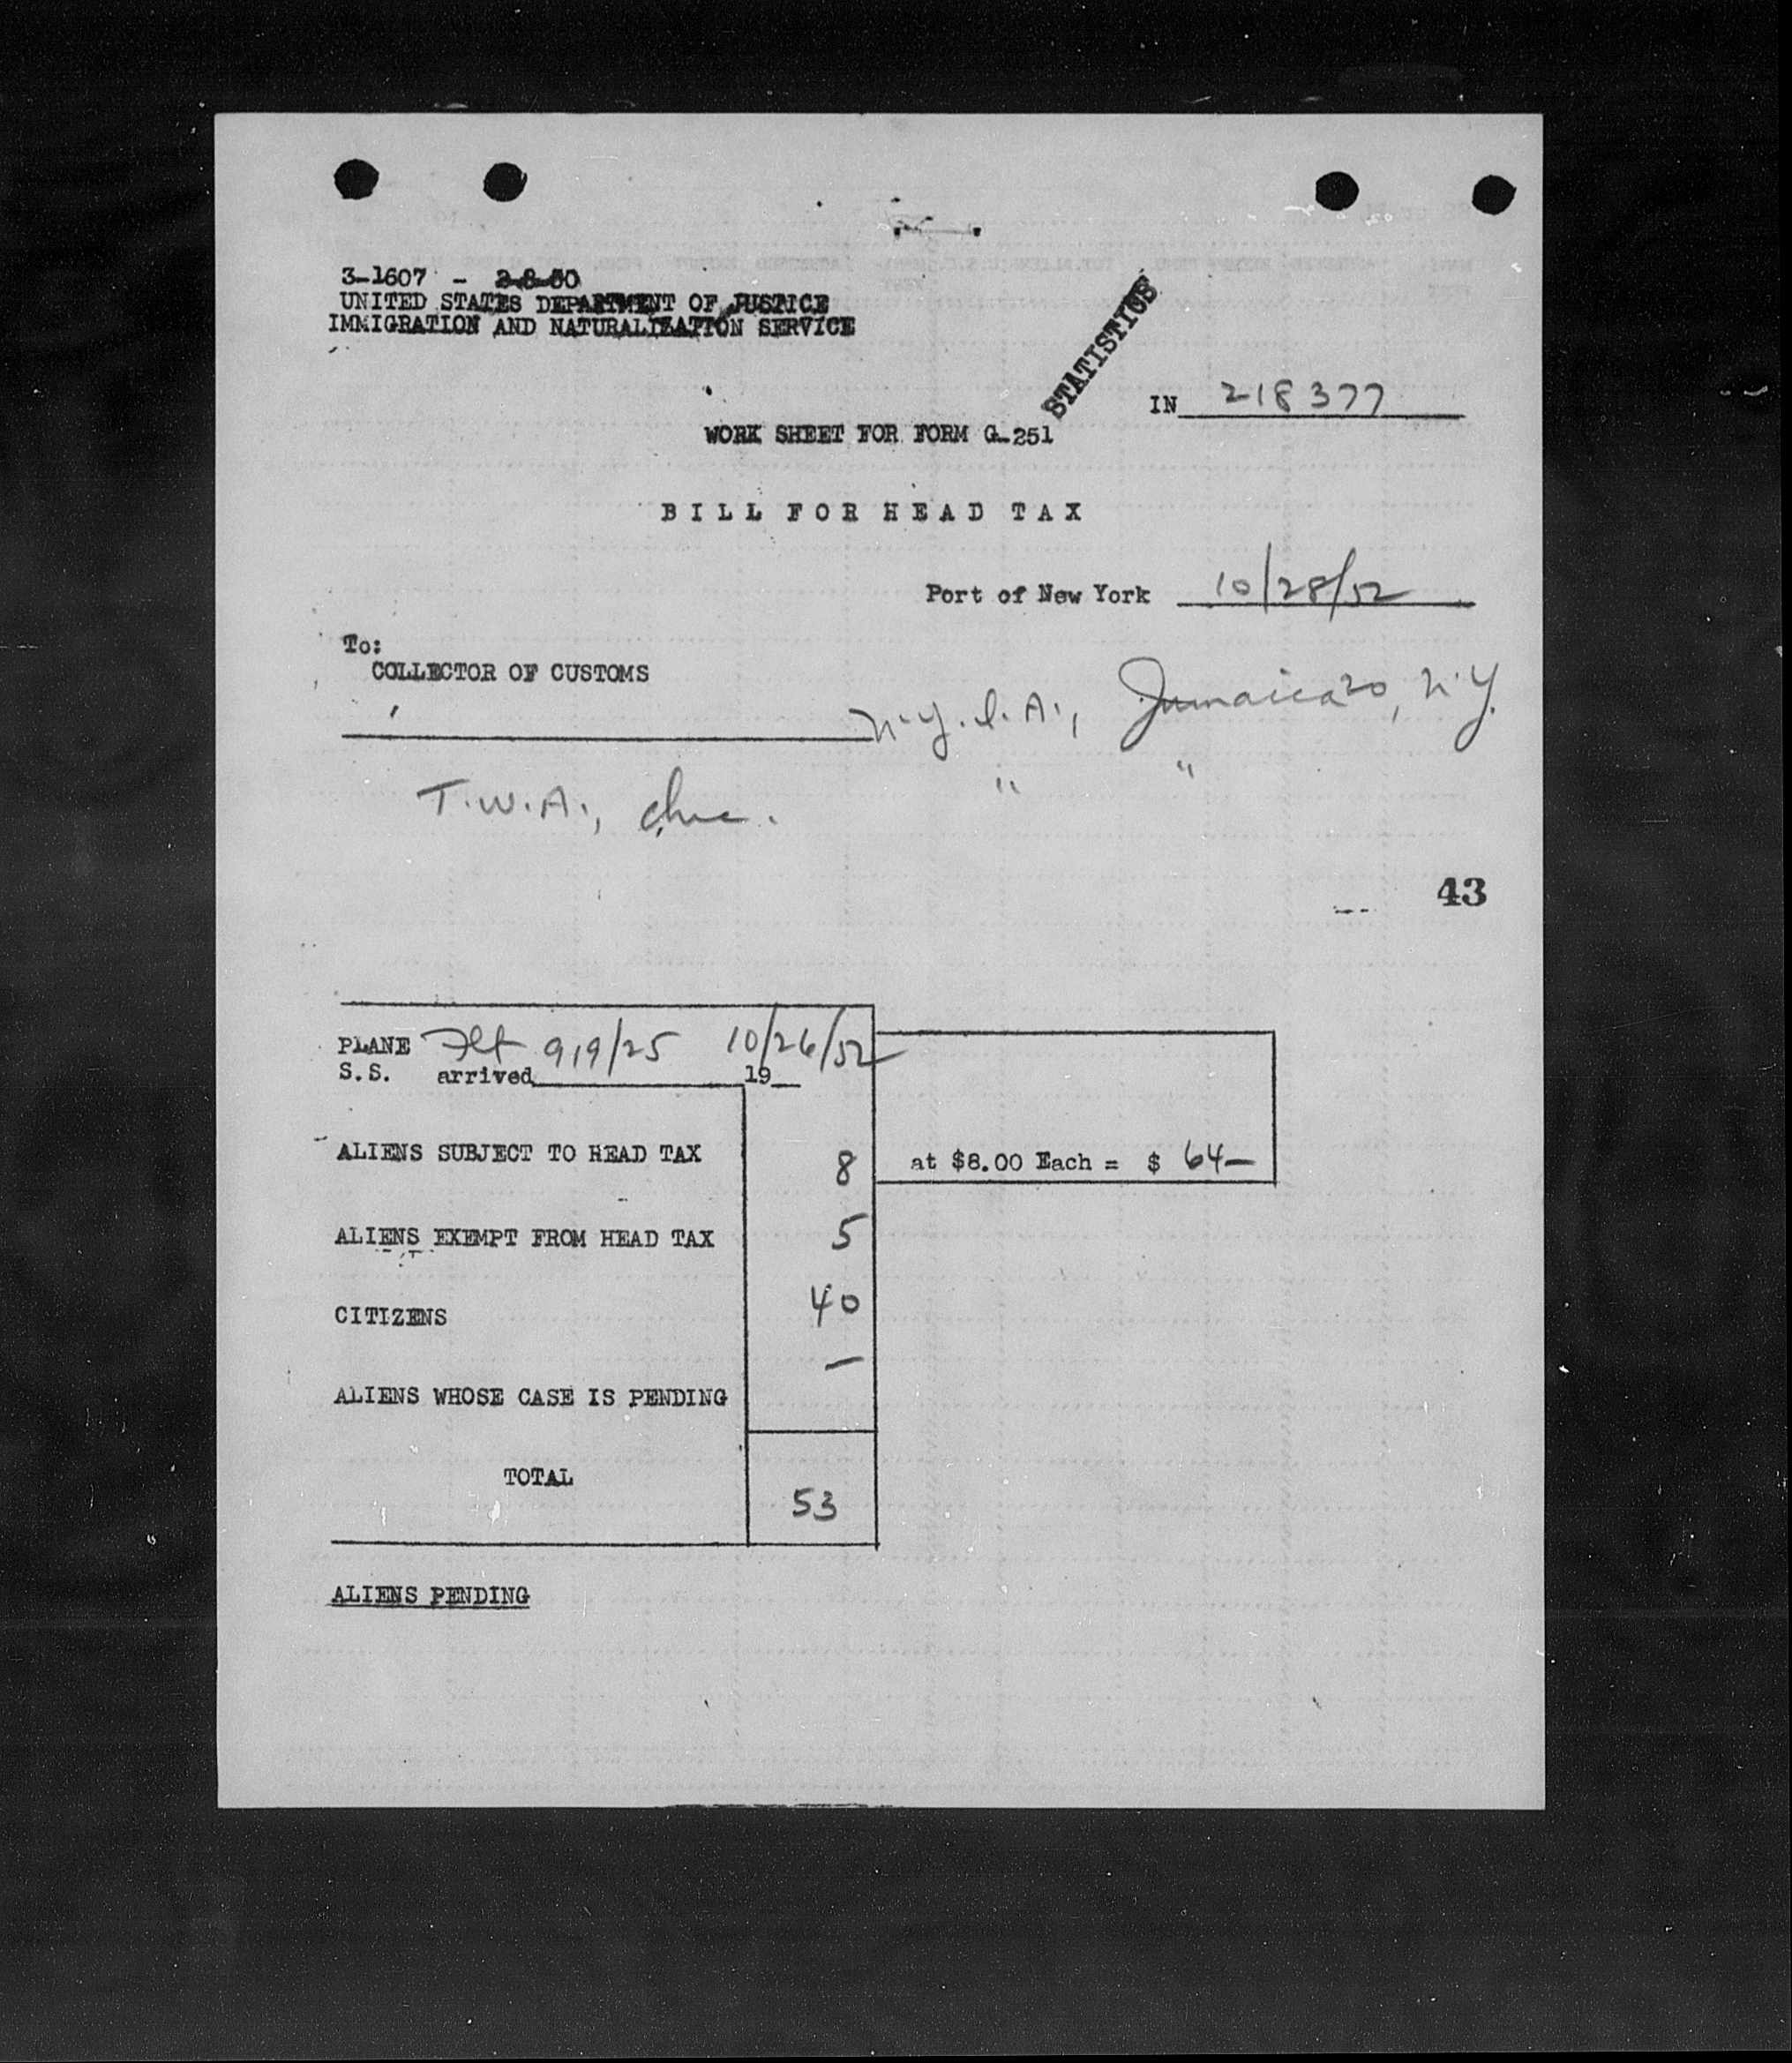 3-1607 - 2-8-50
UNITED STATES DEPARTMENT OF JUSTICE
IMMIGRATION AND NATURALIZATION SERVICE
STATISTICS
IN 218377
WORK SHEET FOR FORM G-251
BILL FOR HEAD TAX
Port of New York 10/28/52
To:
COLLECTOR OF CUSTOMS
N.Y.I.A., Jamaica 20, N.Y.
T.W.A., Inc. " "
43
PLANE Flt 919/25 10/26/52
S.S. arrived 19
ALIENS SUBJECT TO HEAD TAX 8 at $8.00 Each = $ 64—
ALIENS EXEMPT FROM HEAD TAX 5
CITIZENS 40
ALIENS WHOSE CASE IS PENDING —
TOTAL 53
ALIENS PENDING